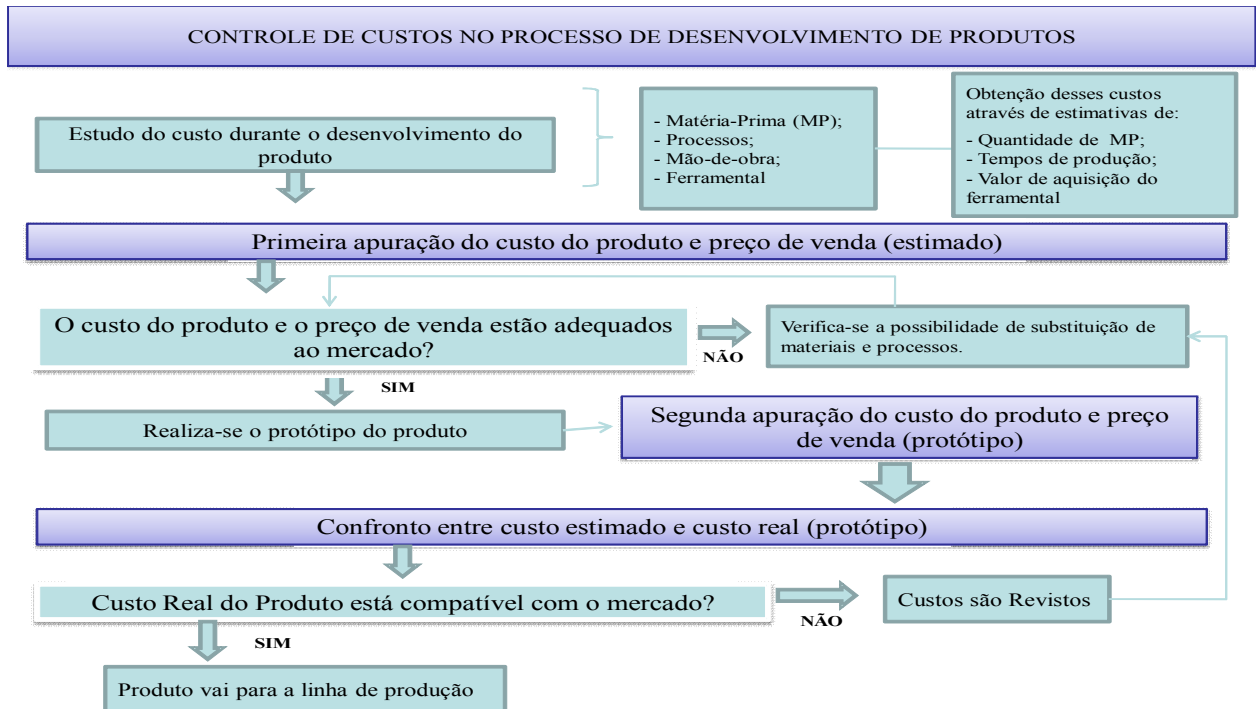 CONTROLE DE CUSTOS NO PROCESSO DE DESENVOLVIMENTO DE PRODUTOS
Estudo do custo durante o desenvolvimento do
produto
- Matéria-Prima (MP);
- Processos;
- Mão-de-obra;
- Ferramental
Obtenção desses custos
através de estimativas de:
- Quantidade de MP;
- Tempos de produção;
- Valor de aquisição do
ferramental
Primeira apuração do custo do produto e preço de venda (estimado)
O custo do produto e o preço de venda estão adequados
ao mercado?
NÃO
Verifica-se a possibilidade de substituição de
materiais e processos.
SIM
Realiza-se o protótipo do produto
Segunda apuração do custo do produto e preço
de venda (protótipo)
Confronto entre custo estimado e custo real (protótipo)
Custo Real do Produto está compatível com o mercado?
NÃO
Custos são Revistos
SIM
Produto vai para a linha de produção